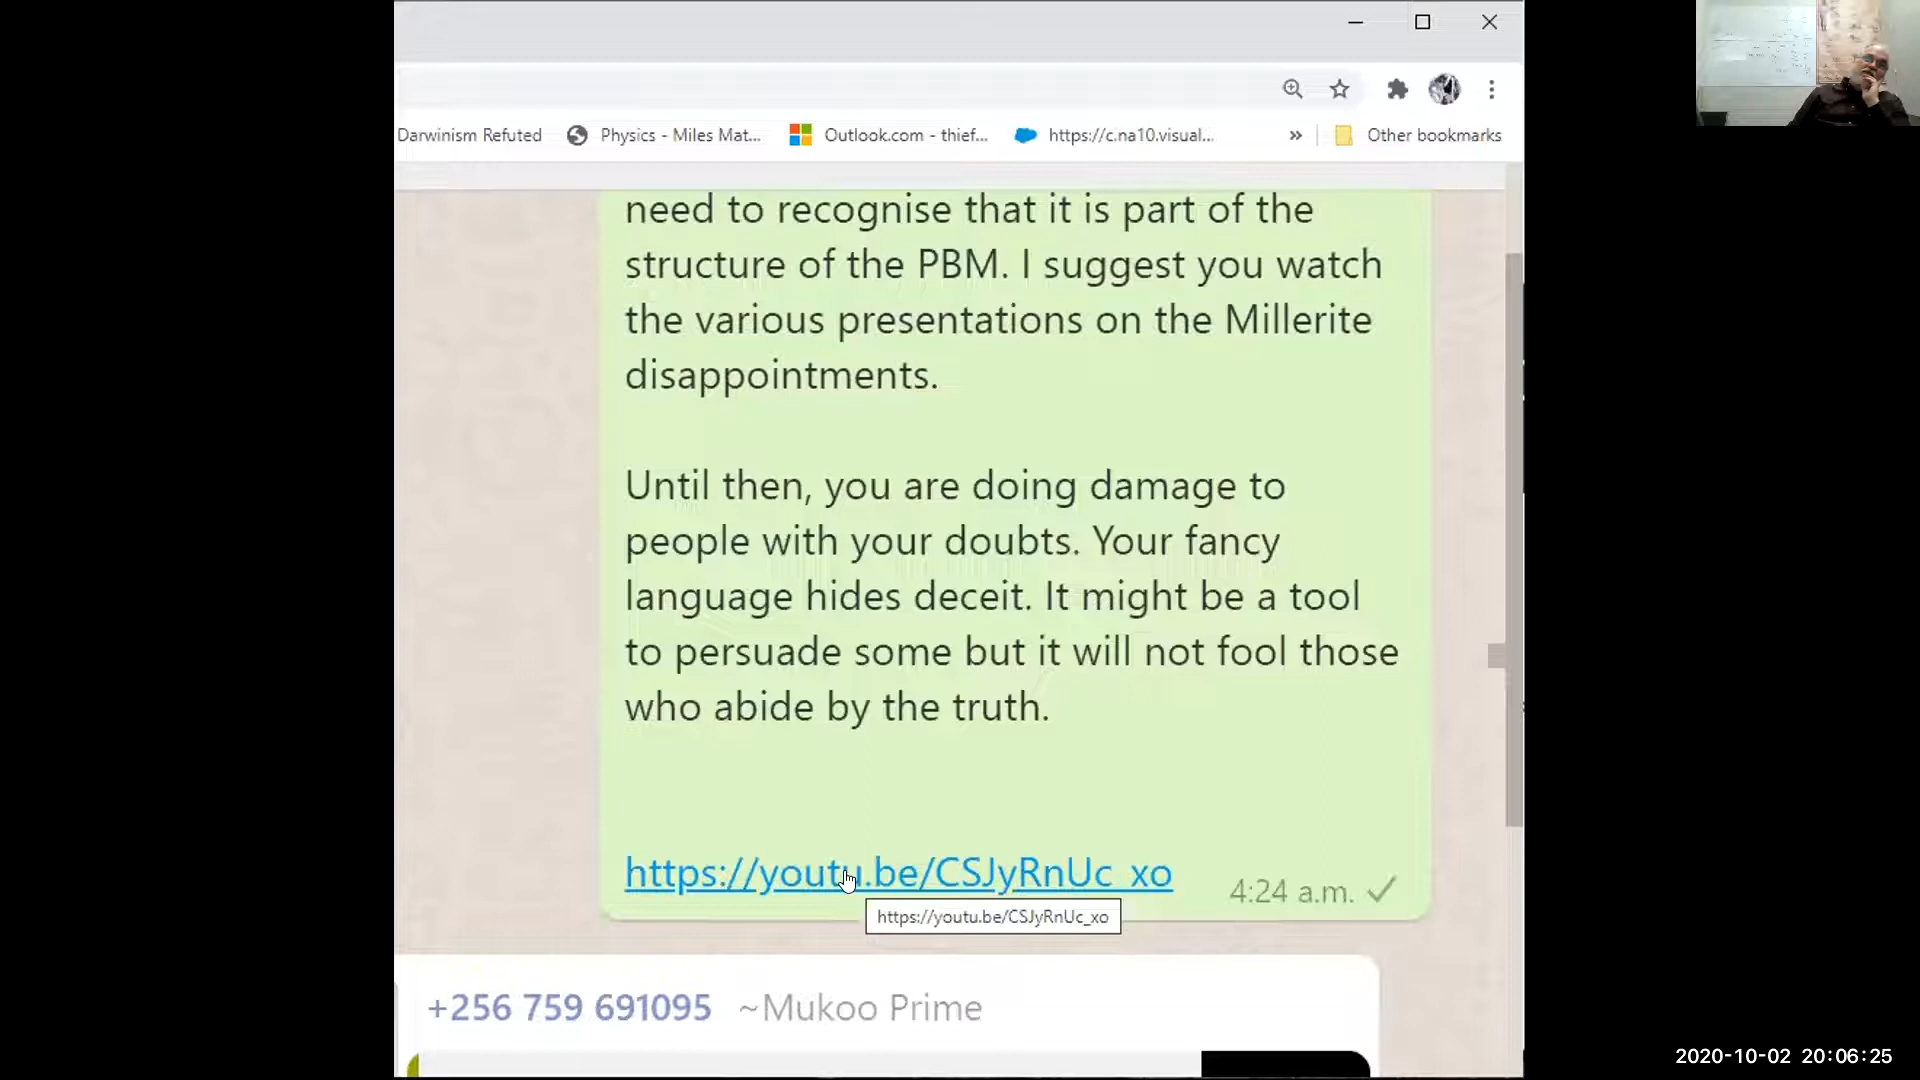 Darwinism Refuted
Physics - Miles Mat...
Outlook.com - thief...
https://c.na10.visual...
»
Other bookmarks
need to recognise that it is part of the
structure of the PBM. I suggest you watch
the various presentations on the Millerite
disappointments.
Until then, you are doing damage to
people with your doubts. Your fancy
language hides deceit. It might be a tool
to persuade some but it will not fool those
who abide by the truth.
https://youtu.be/CSJyRnUc_xo
4:24 a.m.
https://youtu.be/CSJyRnUc_xo
+256 759 691095 ~Mukoo Prime
2020-10-02 20:06:25